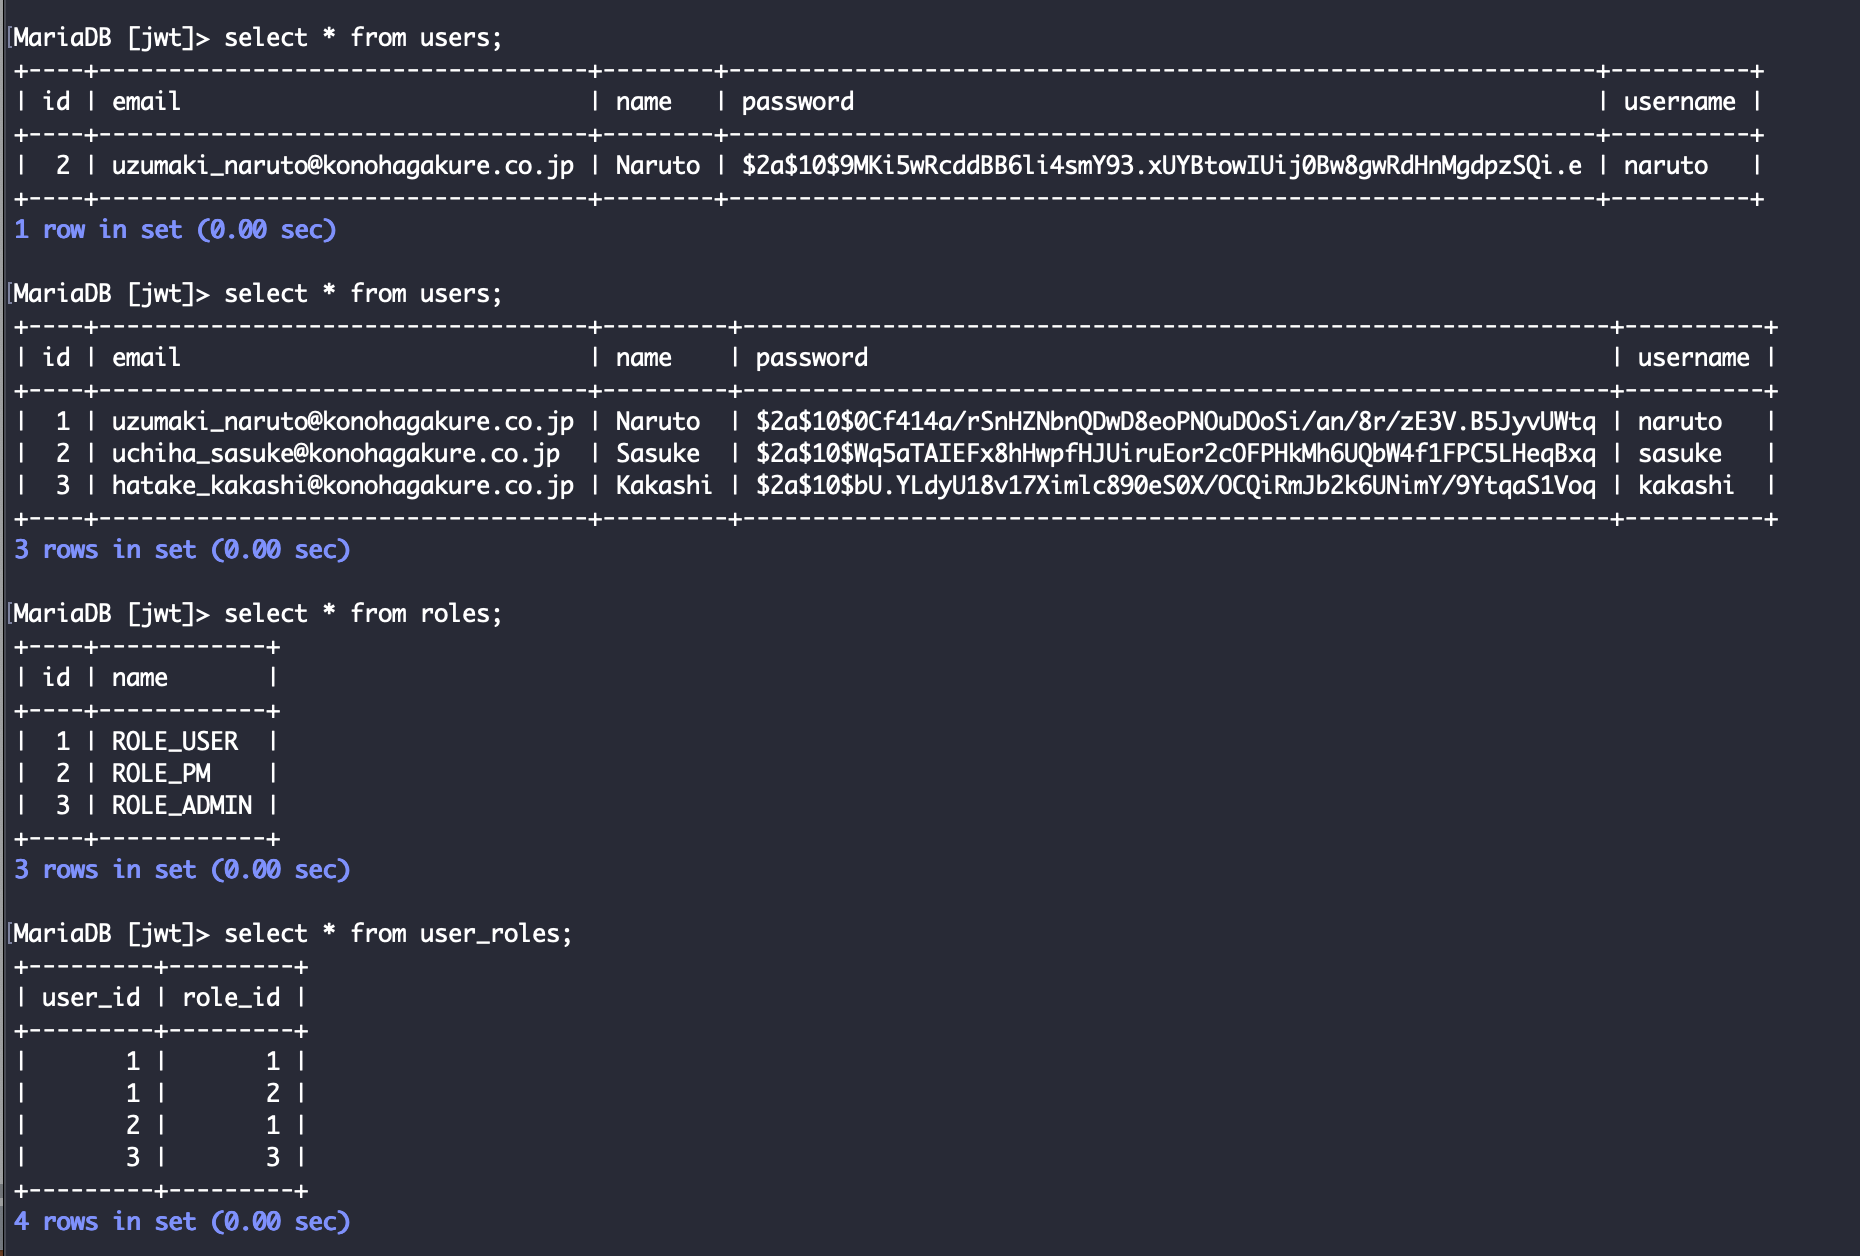 MariaDB [jwt]> select * from users;
+----+-----------------------------------+--------+--------------------------------------------------------------+----------+
| id | email                             | name   | password                                                     | username |
+----+-----------------------------------+--------+--------------------------------------------------------------+----------+
|  2 | uzumaki_naruto@konohagakure.co.jp | Naruto | $2a$10$9MKi5wRcddBB6li4smY93.xUYBtowIUij0Bw8gwRdHnMgdpzSQi.e | naruto   |
+----+-----------------------------------+--------+--------------------------------------------------------------+----------+
1 row in set (0.00 sec)

MariaDB [jwt]> select * from users;
+----+-----------------------------------+---------+--------------------------------------------------------------+----------+
| id | email                             | name    | password                                                     | username |
+----+-----------------------------------+---------+--------------------------------------------------------------+----------+
|  1 | uzumaki_naruto@konohagakure.co.jp | Naruto  | $2a$10$0Cf414a/rSnHZNbnQDwD8eoPNOuDOoSi/an/8r/zE3V.B5JyvUWtq | naruto   |
|  2 | uchiha_sasuke@konohagakure.co.jp  | Sasuke  | $2a$10$Wq5aTAIEFx8hHwpfHJUiruEor2cOFPHkMh6UQbW4f1FPC5LHeqBxq | sasuke   |
|  3 | hatake_kakashi@konohagakure.co.jp | Kakashi | $2a$10$bU.YLdyU18v17Ximlc890eS0X/OCQiRmJb2k6UNimY/9YtqaS1Voq | kakashi  |
+----+-----------------------------------+---------+--------------------------------------------------------------+----------+
3 rows in set (0.00 sec)

MariaDB [jwt]> select * from roles;
+----+------------+
| id | name       |
+----+------------+
|  1 | ROLE_USER  |
|  2 | ROLE_PM    |
|  3 | ROLE_ADMIN |
+----+------------+
3 rows in set (0.00 sec)

MariaDB [jwt]> select * from user_roles;
+---------+---------+
| user_id | role_id |
+---------+---------+
|       1 |       1 |
|       1 |       2 |
|       2 |       1 |
|       3 |       3 |
+---------+---------+
4 rows in set (0.00 sec)